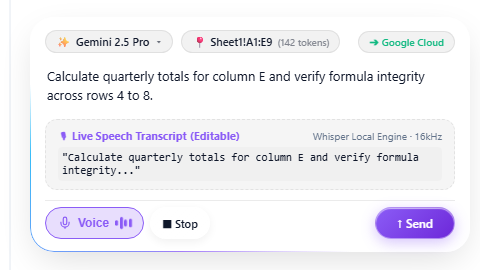 ✨ Gemini 2.5 Pro
📍 Sheet1!A1:E9 (142 tokens)
➔ Google Cloud
Calculate quarterly totals for column E and verify formula integrity
across rows 4 to 8.
🎙 Live Speech Transcript (Editable)
Whisper Local Engine · 16kHz
"Calculate quarterly totals for column E and verify formula
integrity..."
Voice
■ Stop
↑ Send